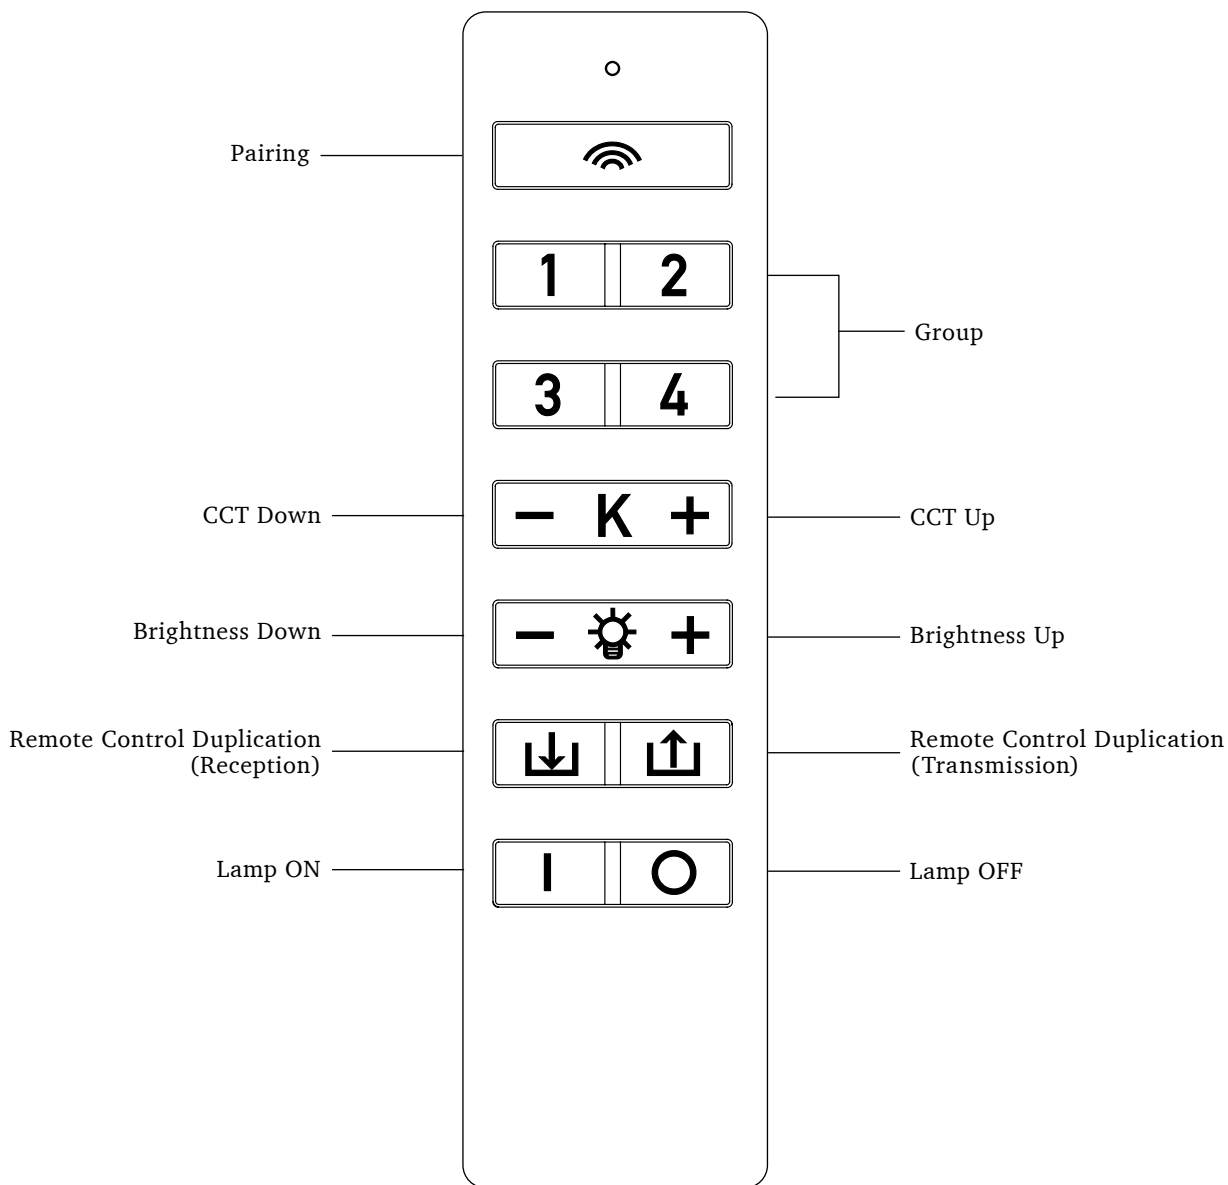 Pairing
1 2
Group
3 4
CCT Down
- K +
CCT Up
Brightness Down
- +
Brightness Up
Remote Control Duplication
(Reception)
Remote Control Duplication
(Transmission)
Lamp ON
I O
Lamp OFF